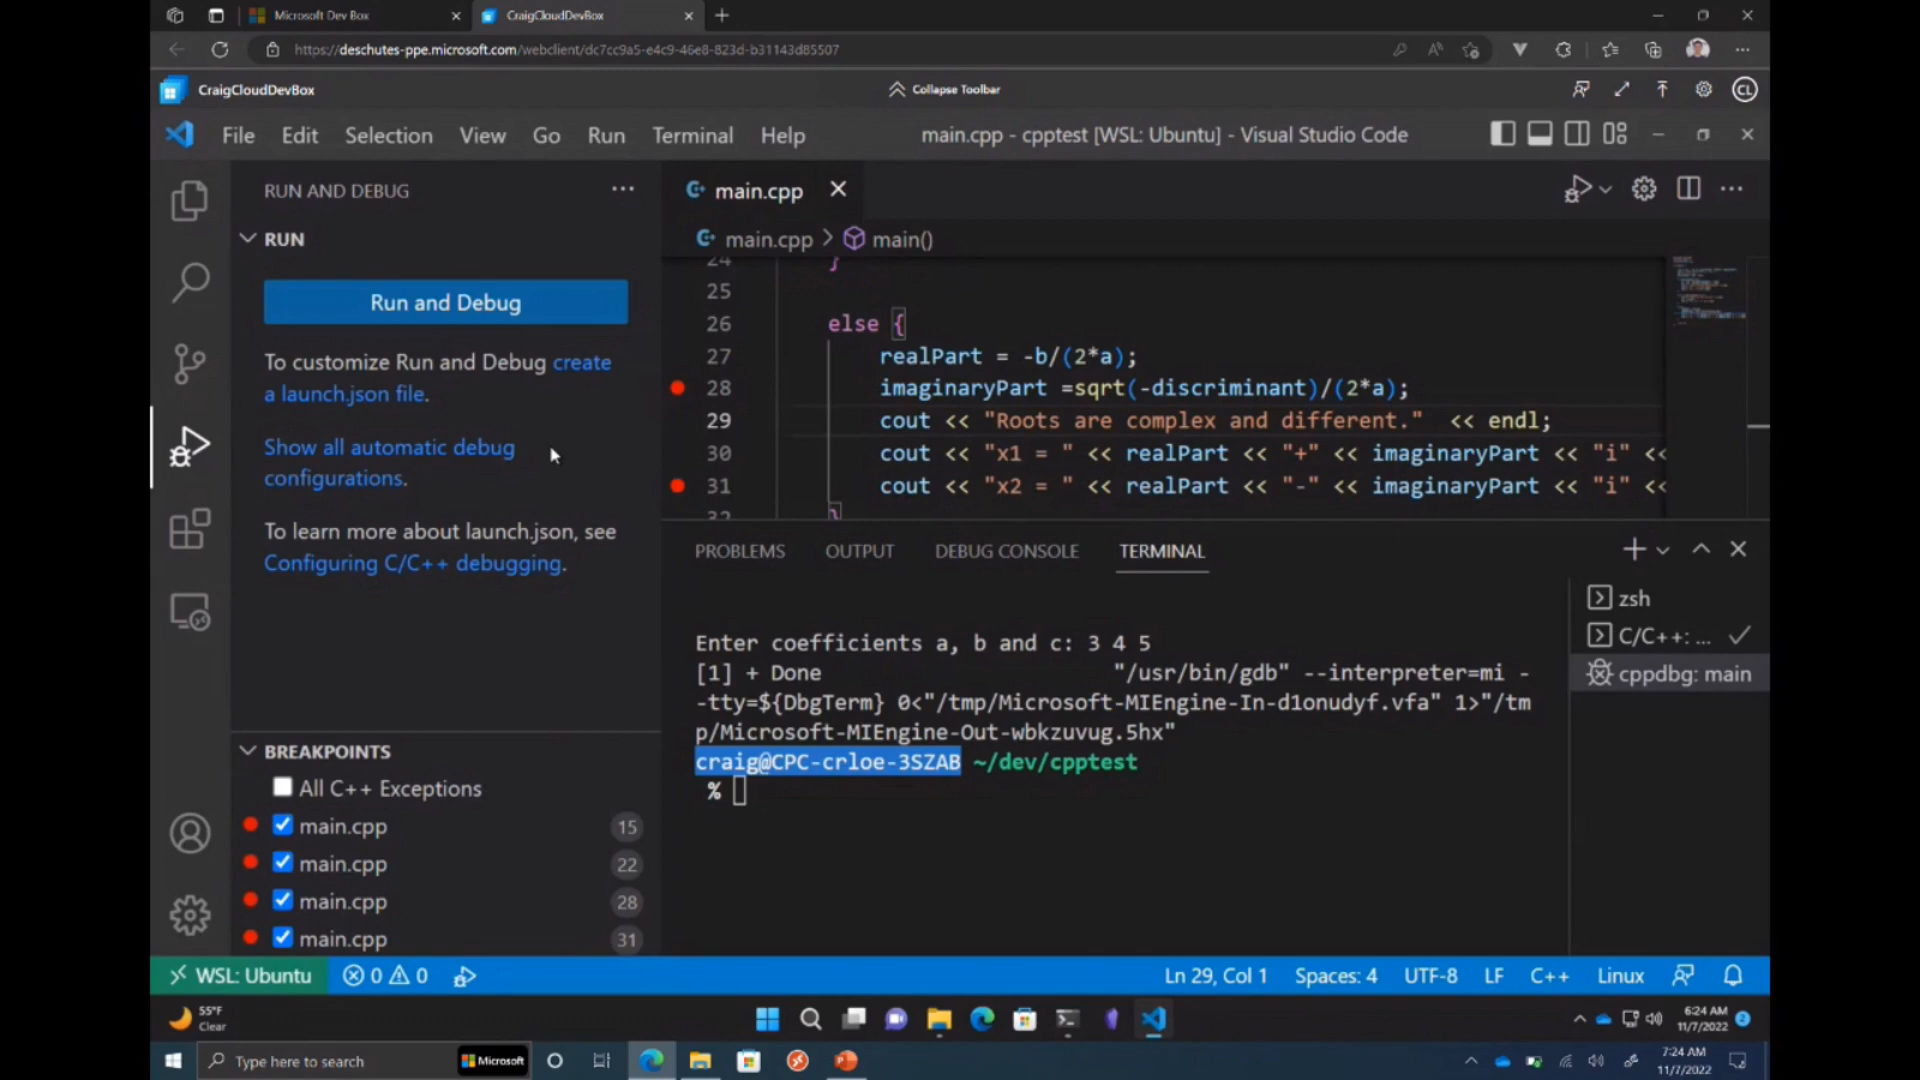 Microsoft Dev Box
CraigCloudDevBox
https://deschutes-ppe.microsoft.com/webclient/dc7cc9a5-e4c9-46e8-823d-b31143d85507
CraigCloudDevBox
Collapse Toolbar
CL
File Edit Selection View Go Run Terminal Help
main.cpp - cpptest [WSL: Ubuntu] - Visual Studio Code
RUN AND DEBUG
RUN
Run and Debug
To customize Run and Debug create
a launch.json file.
Show all automatic debug
configurations.
To learn more about launch.json, see
Configuring C/C++ debugging.
BREAKPOINTS
All C++ Exceptions
main.cpp 15
main.cpp 22
main.cpp 28
main.cpp 31
main.cpp
main.cpp > main()
24 }
25
26 else {
27 realPart = -b/(2*a);
28 imaginaryPart =sqrt(-discriminant)/(2*a);
29 cout << "Roots are complex and different." << endl;
30 cout << "x1 = " << realPart << "+" << imaginaryPart << "i" <<
31 cout << "x2 = " << realPart << "-" << imaginaryPart << "i" <<
32 }
PROBLEMS OUTPUT DEBUG CONSOLE TERMINAL
Enter coefficients a, b and c: 3 4 5
[1] + Done "/usr/bin/gdb" --interpreter=mi -
-tty=${DbgTerm} 0<"/tmp/Microsoft-MIEngine-In-d1onudyf.vfa" 1>"/tm
p/Microsoft-MIEngine-Out-wbkzuvug.5hx"
craig@CPC-crloe-3SZAB ~/dev/cpptest
%
zsh
C/C++: ...
cppdbg: main
WSL: Ubuntu 0 0
Ln 29, Col 1 Spaces: 4 UTF-8 LF C++ Linux
55°F
Clear
6:24 AM
11/7/2022
2
Type here to search
Microsoft
7:24 AM
11/7/2022